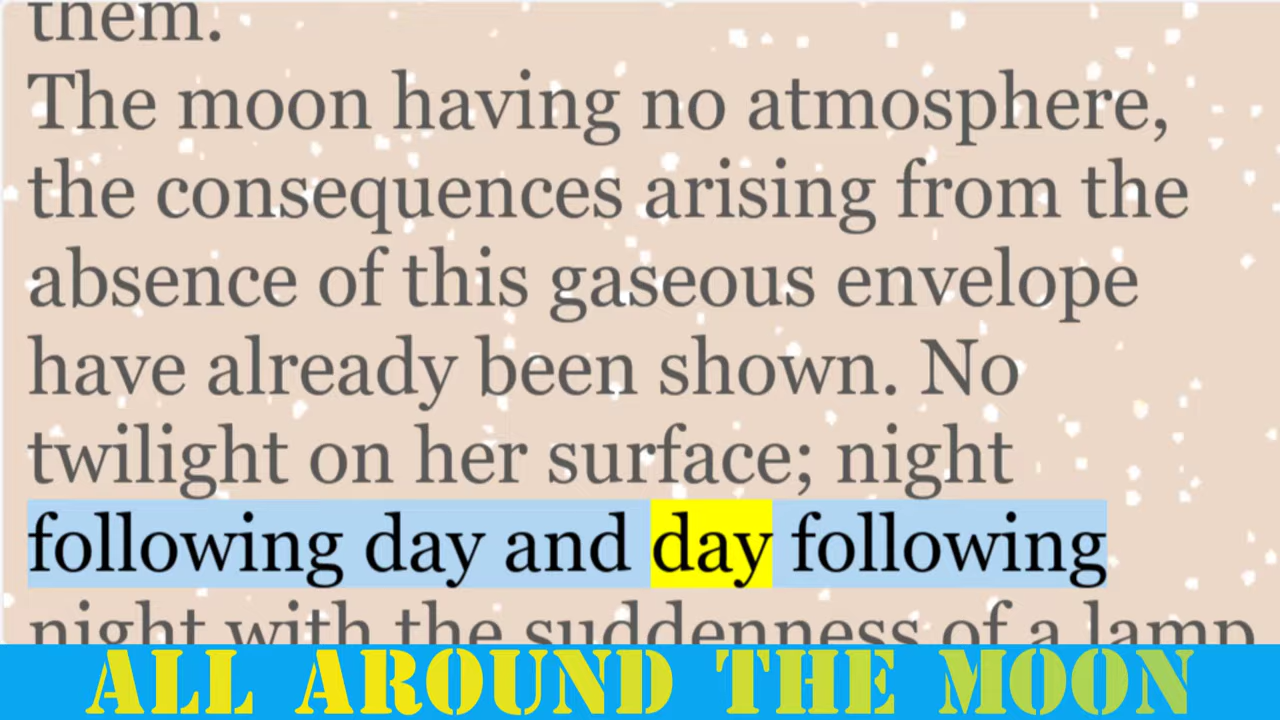 them.
The moon having no atmosphere,
the consequences arising from the
absence of this gaseous envelope
have already been shown. No
twilight on her surface; night
following day and day following
night with the suddenness of a lamp
ALL AROUND THE MOON